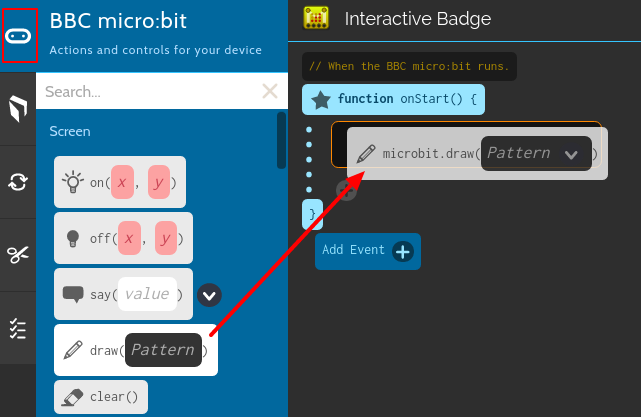 BBC micro:bit
Actions and controls for your device
Search...
Screen
on( x , y )
off( x , y )
say( value )
draw( Pattern )
clear()
Interactive Badge
// When the BBC micro:bit runs.
function onStart() {
microbit.draw( Pattern )
}
Add Event